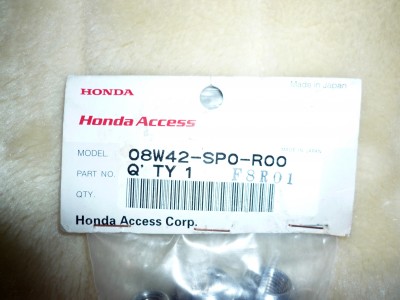 Made in Japan
HONDA
Honda Access
MODEL 08W42-SP0-R00
PART NO. Q'TY 1 F8R01
QTY
Honda Access Corp.